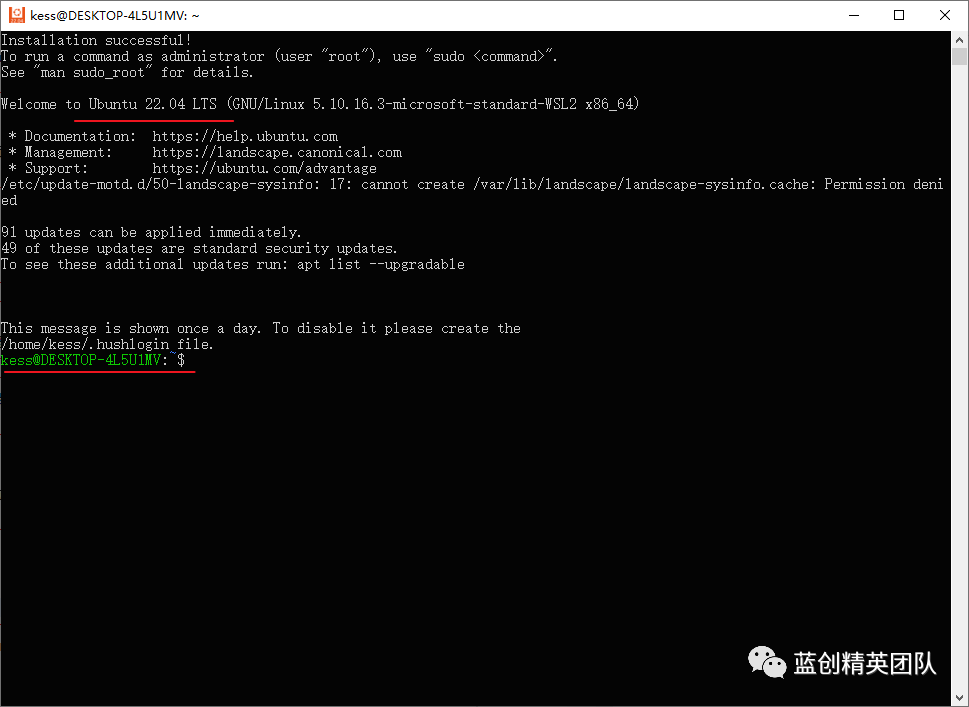 kess@DESKTOP-4L5U1MV: ~
Installation successful!
To run a command as administrator (user "root"), use "sudo <command>".
See "man sudo_root" for details.
Welcome to Ubuntu 22.04 LTS (GNU/Linux 5.10.16.3-microsoft-standard-WSL2 x86_64)
* Documentation:  https://help.ubuntu.com
* Management:     https://landscape.canonical.com
* Support:        https://ubuntu.com/advantage
/etc/update-motd.d/50-landscape-sysinfo: 17: cannot create /var/lib/landscape/landscape-sysinfo.cache: Permission deni
ed
91 updates can be applied immediately.
49 of these updates are standard security updates.
To see these additional updates run: apt list --upgradable
This message is shown once a day. To disable it please create the
/home/kess/.hushlogin file.
kess@DESKTOP-4L5U1MV:~$
蓝创精英团队